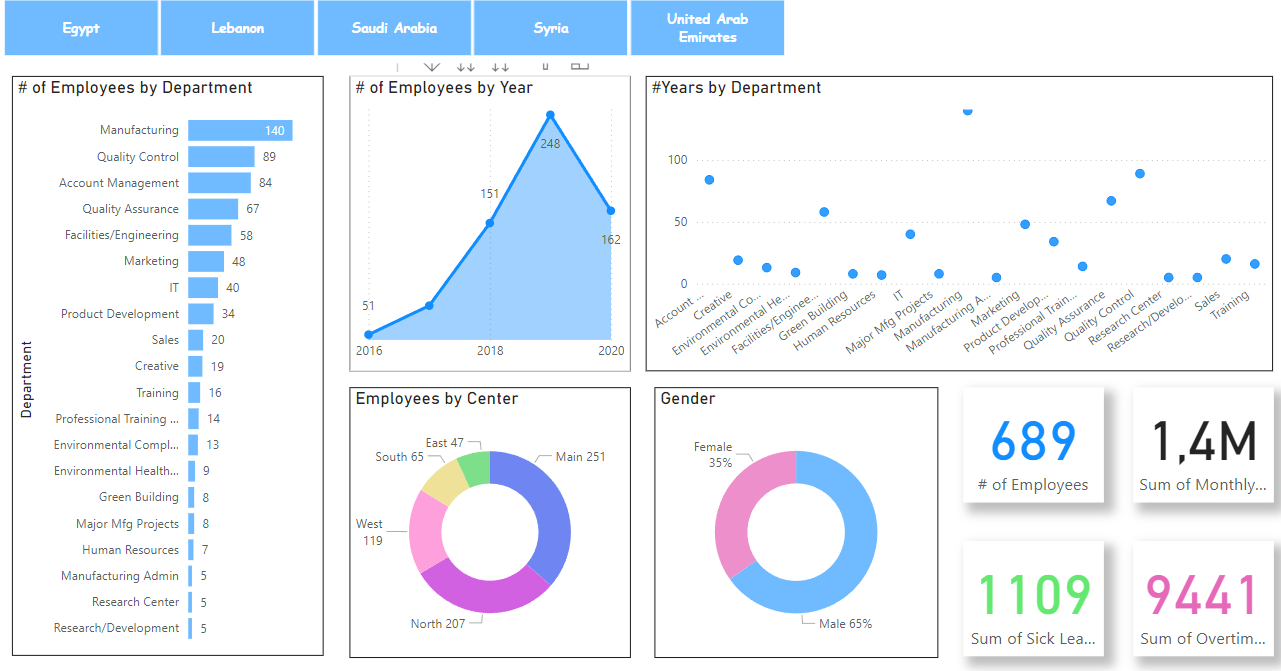 Egypt
Lebanon
Saudi Arabia
Syria
United Arab
Emirates
# of Employees by Department
Department
Manufacturing 140
Quality Control 89
Account Management 84
Quality Assurance 67
Facilities/Engineering 58
Marketing 48
IT 40
Product Development 34
Sales 20
Creative 19
Training 16
Professional Training ... 14
Environmental Compl... 13
Environmental Health... 9
Green Building 8
Major Mfg Projects 8
Human Resources 7
Manufacturing Admin 5
Research Center 5
Research/Development 5
# of Employees by Year
51
151
248
162
2016
2018
2020
#Years by Department
100
50
0
Account ...
Creative
Environmental Co...
Environmental He...
Facilities/Enginee...
Green Building
Human Resources
IT
Major Mfg Projects
Manufacturing
Manufacturing A...
Marketing
Product Develop...
Professional Train...
Quality Assurance
Quality Control
Research Center
Research/Develo...
Sales
Training
Employees by Center
East 47
South 65
Main 251
West
119
North 207
Gender
Female
35%
Male 65%
689
# of Employees
1,4M
Sum of Monthly...
1109
Sum of Sick Lea...
9441
Sum of Overtim...